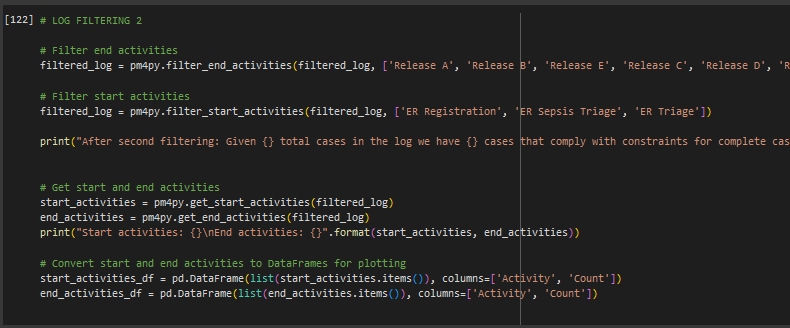 [122] # LOG FILTERING 2
# Filter end activities
filtered_log = pm4py.filter_end_activities(filtered_log, ['Release A', 'Release B', 'Release E', 'Release C', 'Release D', 'R
# Filter start activities
filtered_log = pm4py.filter_start_activities(filtered_log, ['ER Registration', 'ER Sepsis Triage', 'ER Triage'])
print("After second filtering: Given {} total cases in the log we have {} cases that comply with constraints for complete cas
# Get start and end activities
start_activities = pm4py.get_start_activities(filtered_log)
end_activities = pm4py.get_end_activities(filtered_log)
print("Start activities: {}\nEnd activities: {}".format(start_activities, end_activities))
# Convert start and end activities to DataFrames for plotting
start_activities_df = pd.DataFrame(list(start_activities.items()), columns=['Activity', 'Count'])
end_activities_df = pd.DataFrame(list(end_activities.items()), columns=['Activity', 'Count'])